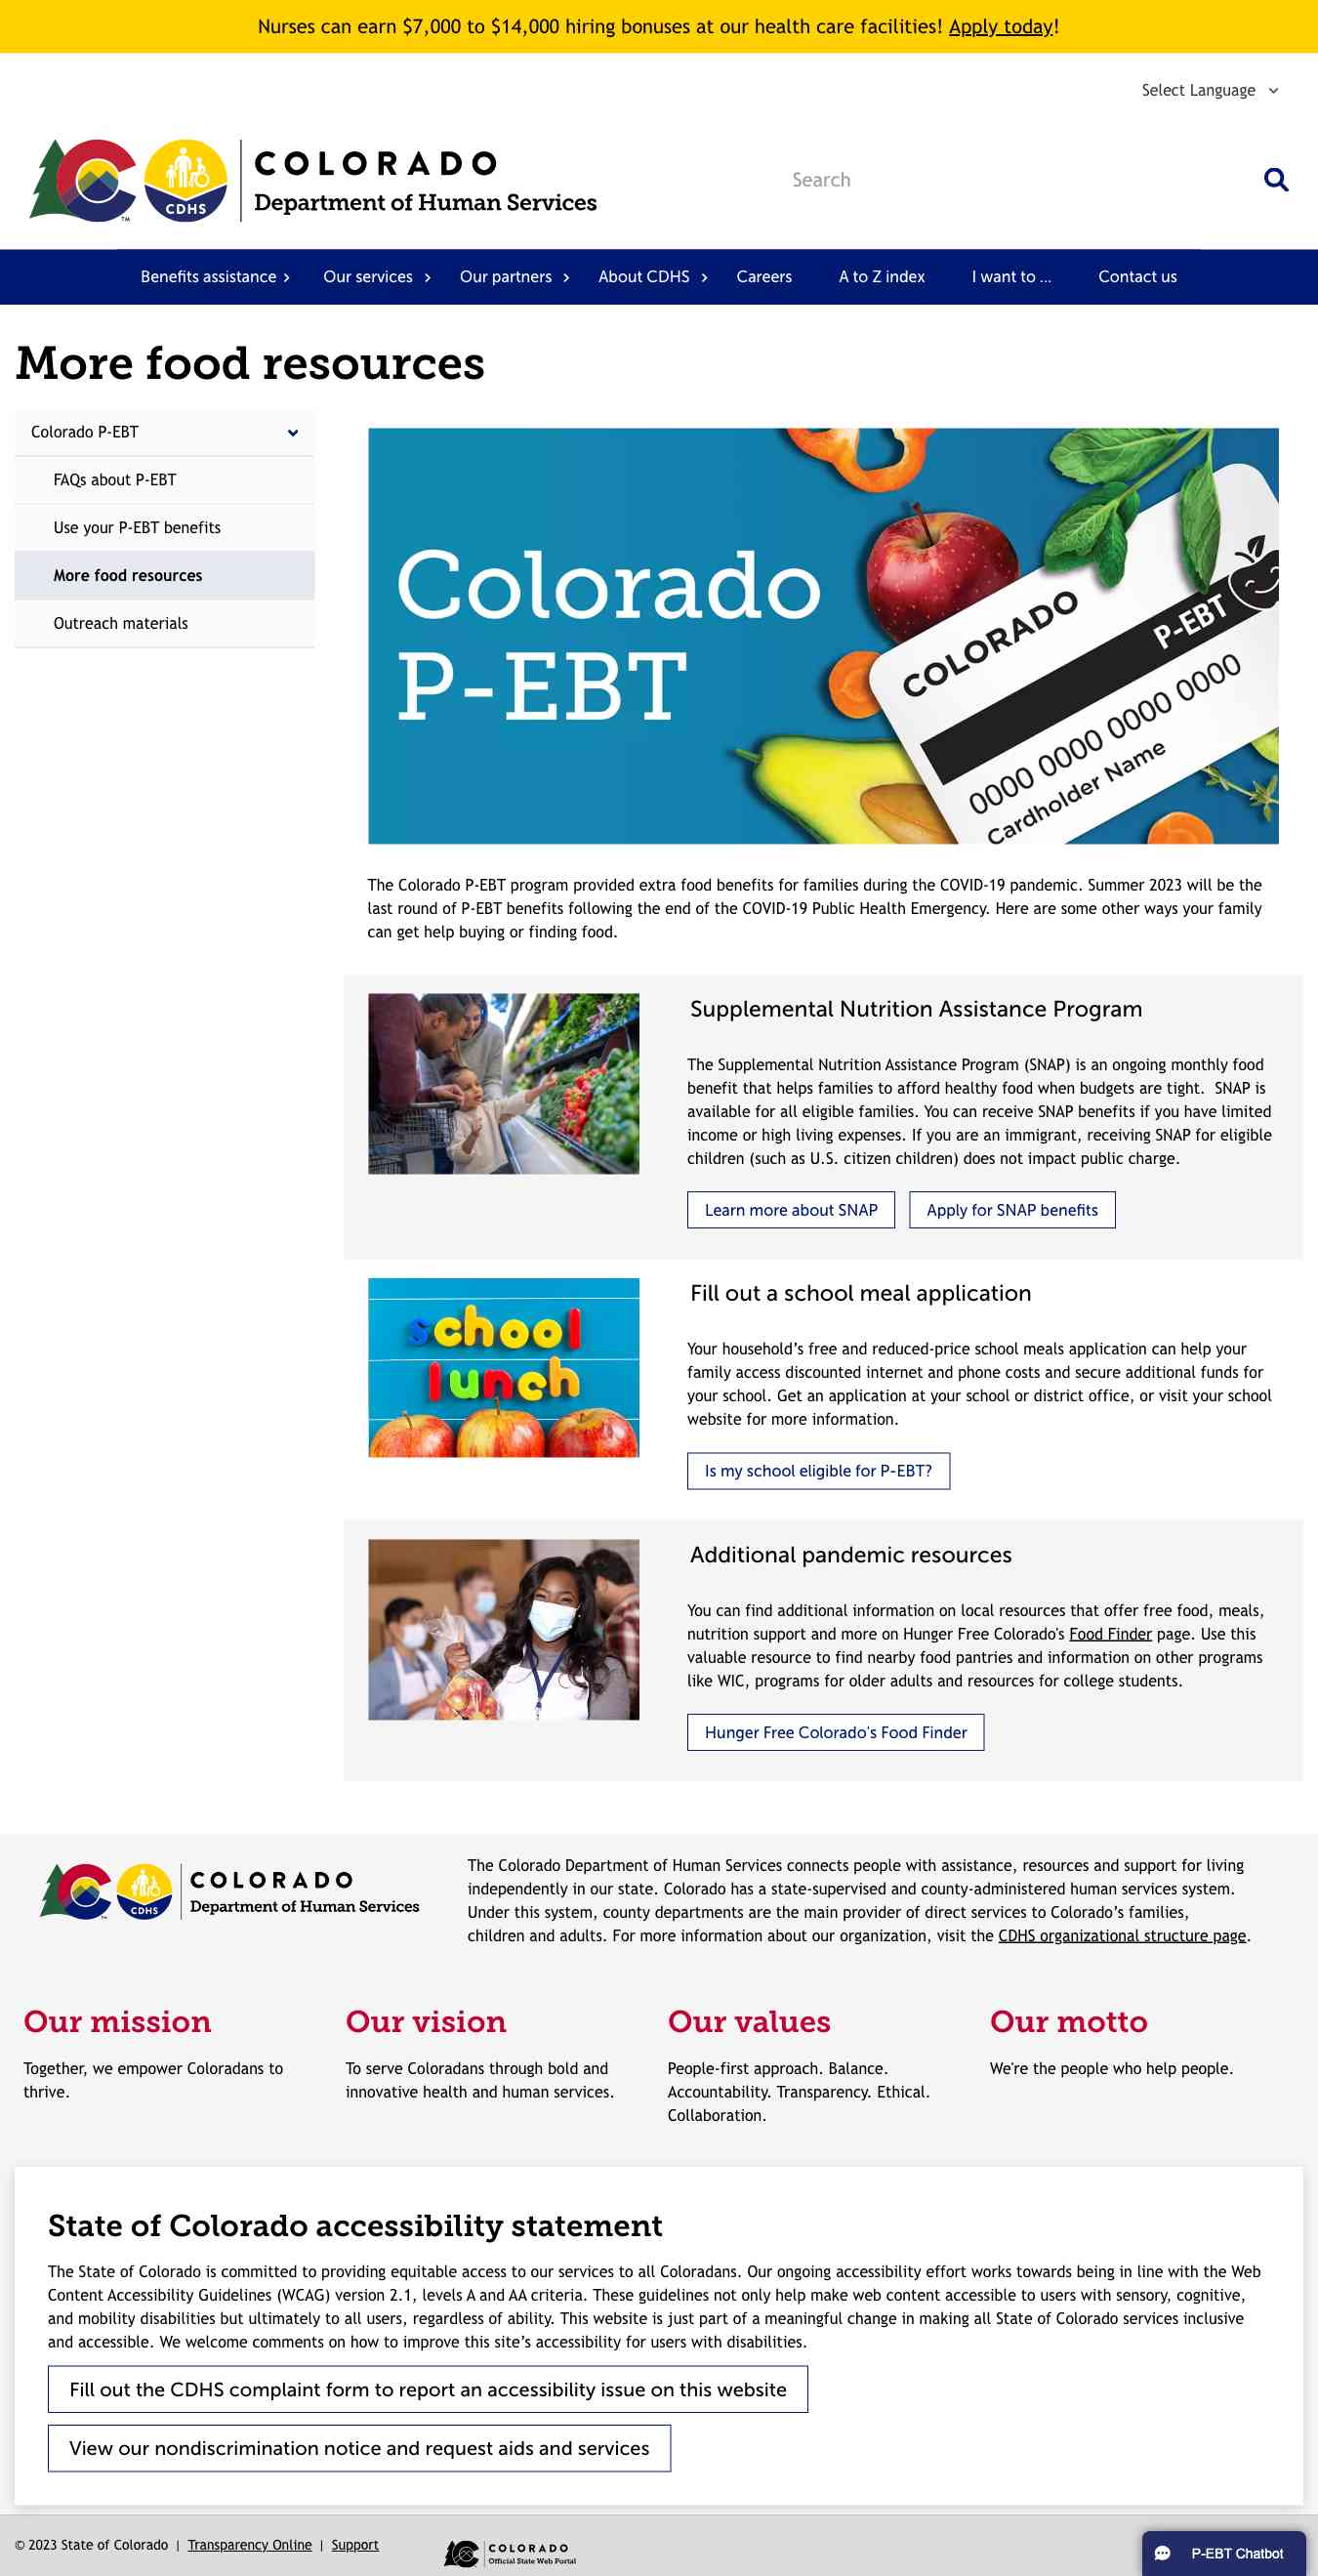 Nurses can earn $7,000 to $14,000 hiring bonuses at our health care facilities! Apply today!
Select Language
CDHS
TM
COLORADO
Department of Human Services
Search
Benefits assistance
Our services
Our partners
About CDHS
Careers
A to Z index
I want to ...
Contact us
More food resources
Colorado P-EBT
FAQs about P-EBT
Use your P-EBT benefits
More food resources
Outreach materials
Colorado
P-EBT
COLORADO
P-EBT
0000 0000 0000 0000
Cardholder Name
The Colorado P-EBT program provided extra food benefits for families during the COVID-19 pandemic. Summer 2023 will be the
last round of P-EBT benefits following the end of the COVID-19 Public Health Emergency. Here are some other ways your family
can get help buying or finding food.
Supplemental Nutrition Assistance Program
The Supplemental Nutrition Assistance Program (SNAP) is an ongoing monthly food
benefit that helps families to afford healthy food when budgets are tight.  SNAP is
available for all eligible families. You can receive SNAP benefits if you have limited
income or high living expenses. If you are an immigrant, receiving SNAP for eligible
children (such as U.S. citizen children) does not impact public charge.
Learn more about SNAP
Apply for SNAP benefits
school
lunch
Fill out a school meal application
Your household’s free and reduced-price school meals application can help your
family access discounted internet and phone costs and secure additional funds for
your school. Get an application at your school or district office, or visit your school
website for more information.
Is my school eligible for P-EBT?
Additional pandemic resources
You can find additional information on local resources that offer free food, meals,
nutrition support and more on Hunger Free Colorado's Food Finder page. Use this
valuable resource to find nearby food pantries and information on other programs
like WIC, programs for older adults and resources for college students.
Hunger Free Colorado's Food Finder
CDHS
TM
COLORADO
Department of Human Services
The Colorado Department of Human Services connects people with assistance, resources and support for living
independently in our state. Colorado has a state-supervised and county-administered human services system.
Under this system, county departments are the main provider of direct services to Colorado’s families,
children and adults. For more information about our organization, visit the CDHS organizational structure page.
Our mission
Together, we empower Coloradans to
thrive.
Our vision
To serve Coloradans through bold and
innovative health and human services.
Our values
People-first approach. Balance.
Accountability. Transparency. Ethical.
Collaboration.
Our motto
We're the people who help people.
State of Colorado accessibility statement
The State of Colorado is committed to providing equitable access to our services to all Coloradans. Our ongoing accessibility effort works towards being in line with the Web
Content Accessibility Guidelines (WCAG) version 2.1, levels A and AA criteria. These guidelines not only help make web content accessible to users with sensory, cognitive,
and mobility disabilities but ultimately to all users, regardless of ability. This website is just part of a meaningful change in making all State of Colorado services inclusive
and accessible. We welcome comments on how to improve this site’s accessibility for users with disabilities.
Fill out the CDHS complaint form to report an accessibility issue on this website
View our nondiscrimination notice and request aids and services
© 2023 State of Colorado | Transparency Online | Support
COLORADO
Official State Web Portal
P-EBT Chatbot